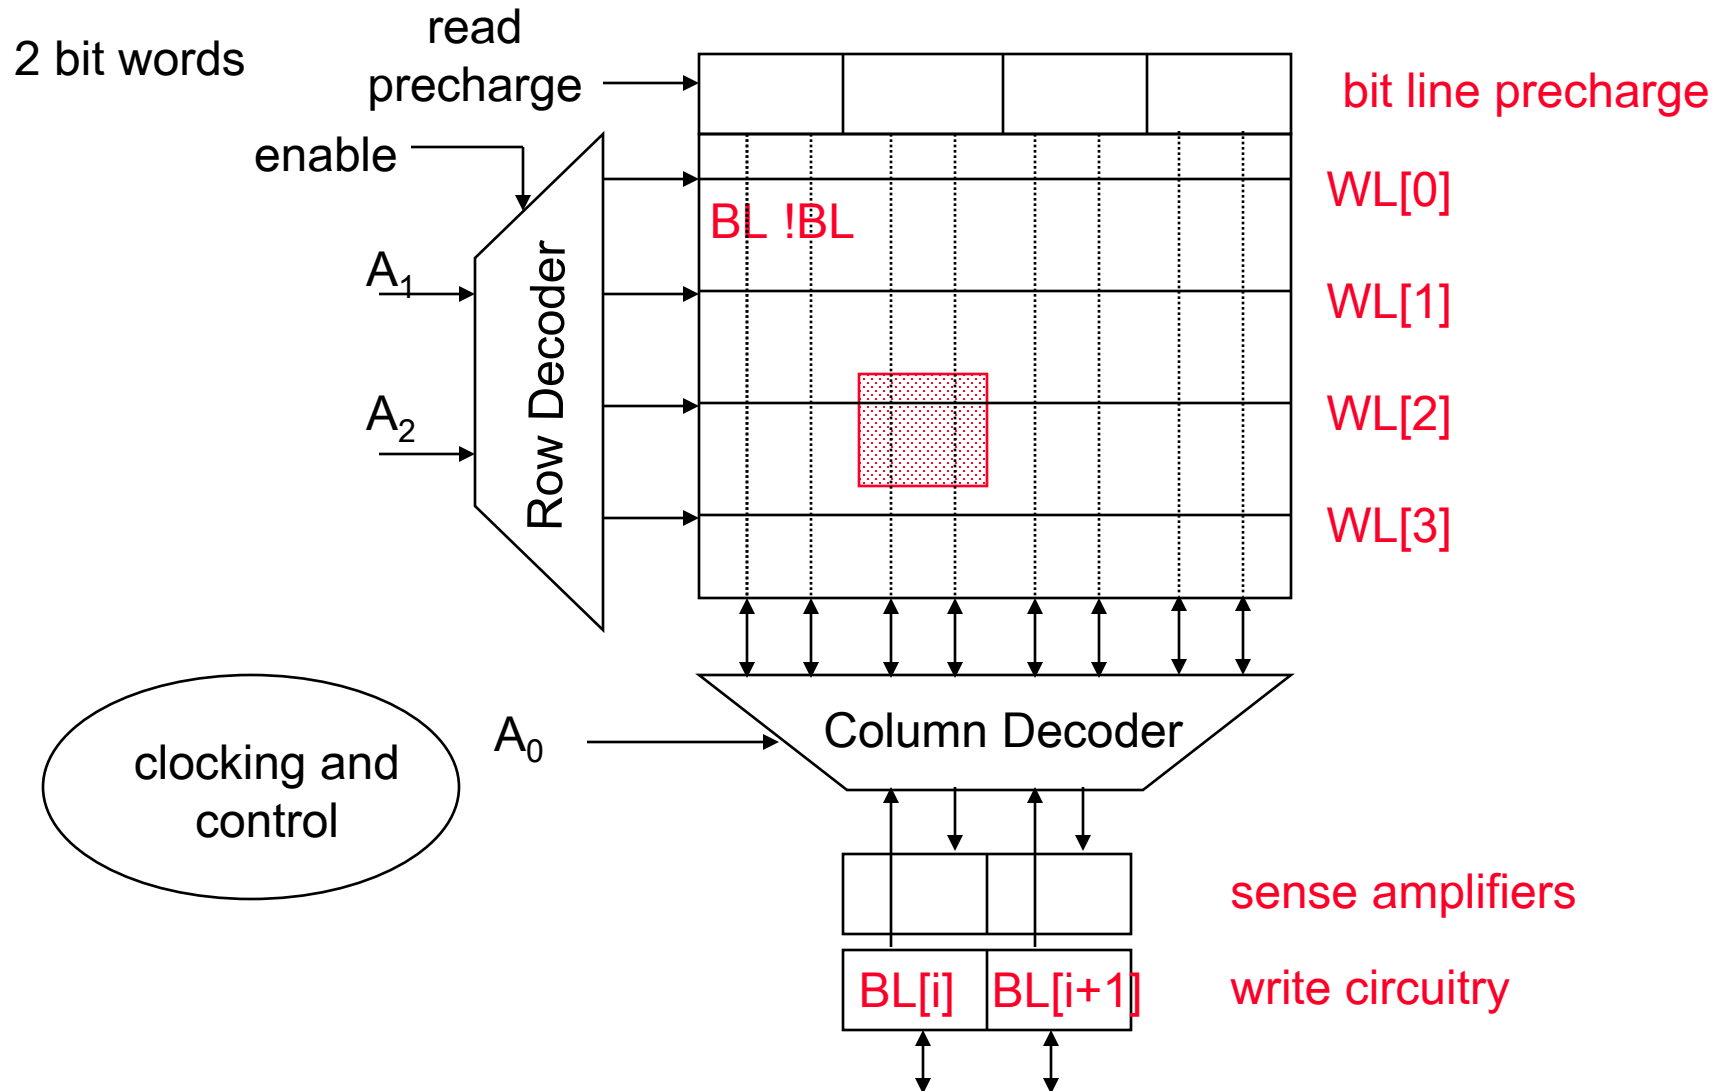 2 bit words
read
precharge
bit line precharge
enable
WL[0]
BL !BL
A1
WL[1]
Row Decoder
A2
WL[2]
WL[3]
A0
Column Decoder
clocking and
control
sense amplifiers
BL[i] BL[i+1]
write circuitry